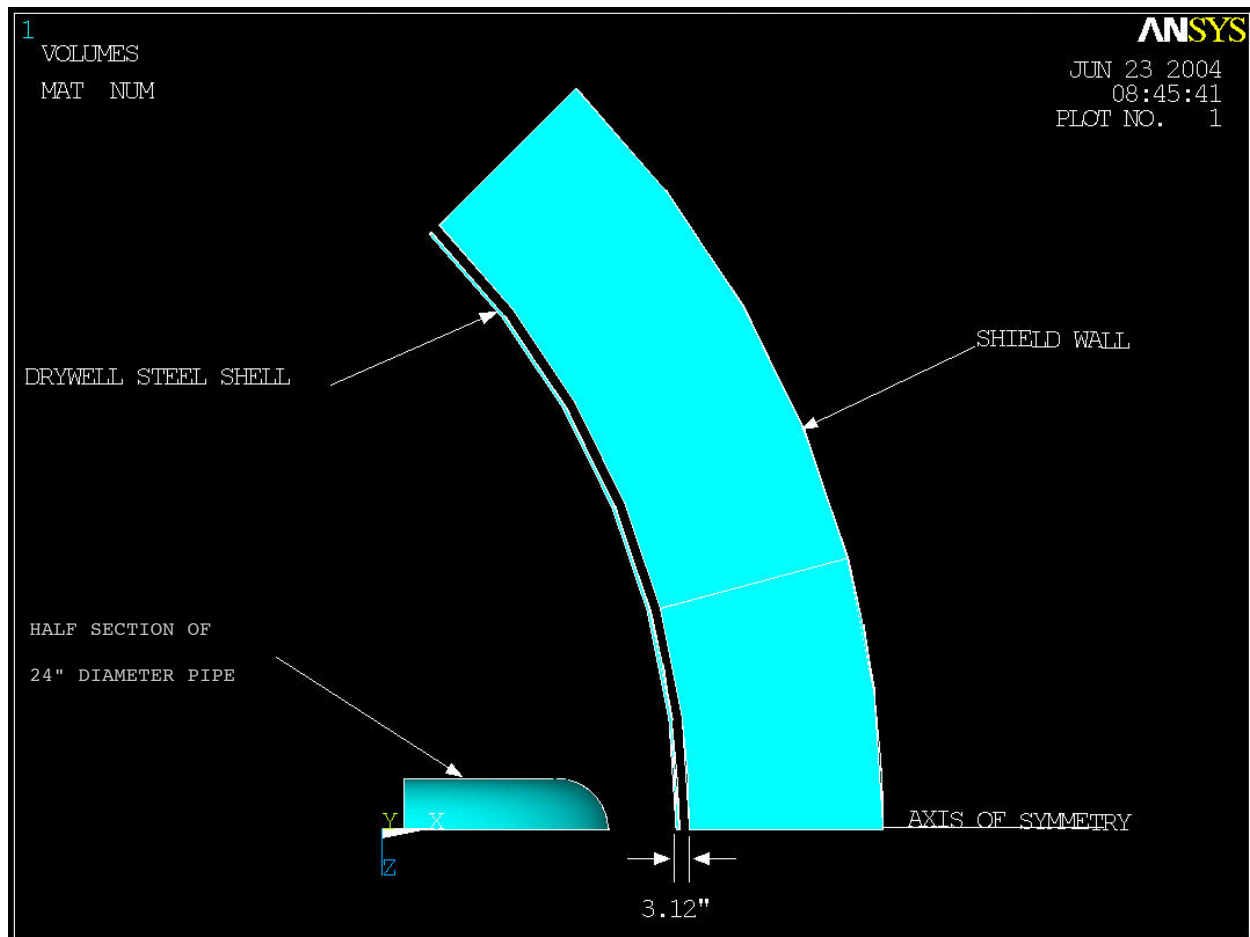 1
VOLUMES
MAT NUM
ANSYS
JUN 23 2004
08:45:41
PLOT NO. 1
SHIELD WALL
DRYWELL STEEL SHELL
HALF SECTION OF
24" DIAMETER PIPE
Y X
Z
AXIS OF SYMMETRY
3.12"